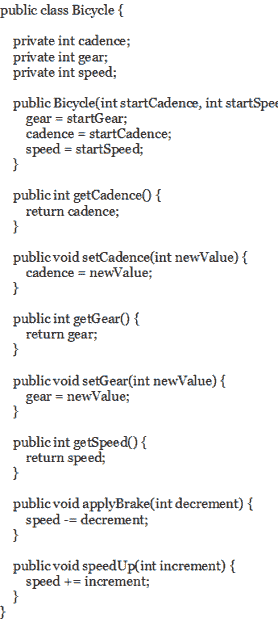 public class Bicycle {
private int cadence;
private int gear;
private int speed;
public Bicycle(int startCadence, int startSpee
gear = startGear;
cadence = startCadence;
speed = startSpeed;
}
public int getCadence() {
return cadence;
}
public void setCadence(int newValue) {
cadence = newValue;
}
public int getGear() {
return gear;
}
public void setGear(int newValue) {
gear = newValue;
}
public int getSpeed() {
return speed;
}
public void applyBrake(int decrement) {
speed -= decrement;
}
public void speedUp(int increment) {
speed += increment;
}
}